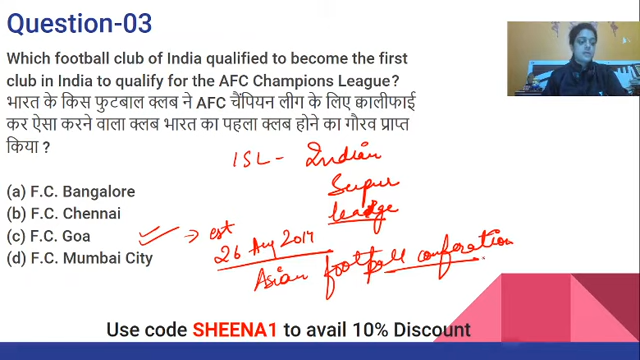 Question-03
Which football club of India qualified to become the first
club in India to qualify for the AFC Champions League?
भारत के किस फुटबाल क्लब ने AFC चैंपियन लीग के लिए क़्वालीफाई
कर ऐसा करने वाला क्लब भारत का पहला क्लब होने का गौरव प्राप्त
किया ?
ISL - Indian
Super
league
(a) F.C. Bangalore
(b) F.C. Chennai
(c) F.C. Goa
est
26 Aug 2014
(d) F.C. Mumbai City
Asian football conferation
Use code SHEENA1 to avail 10% Discount